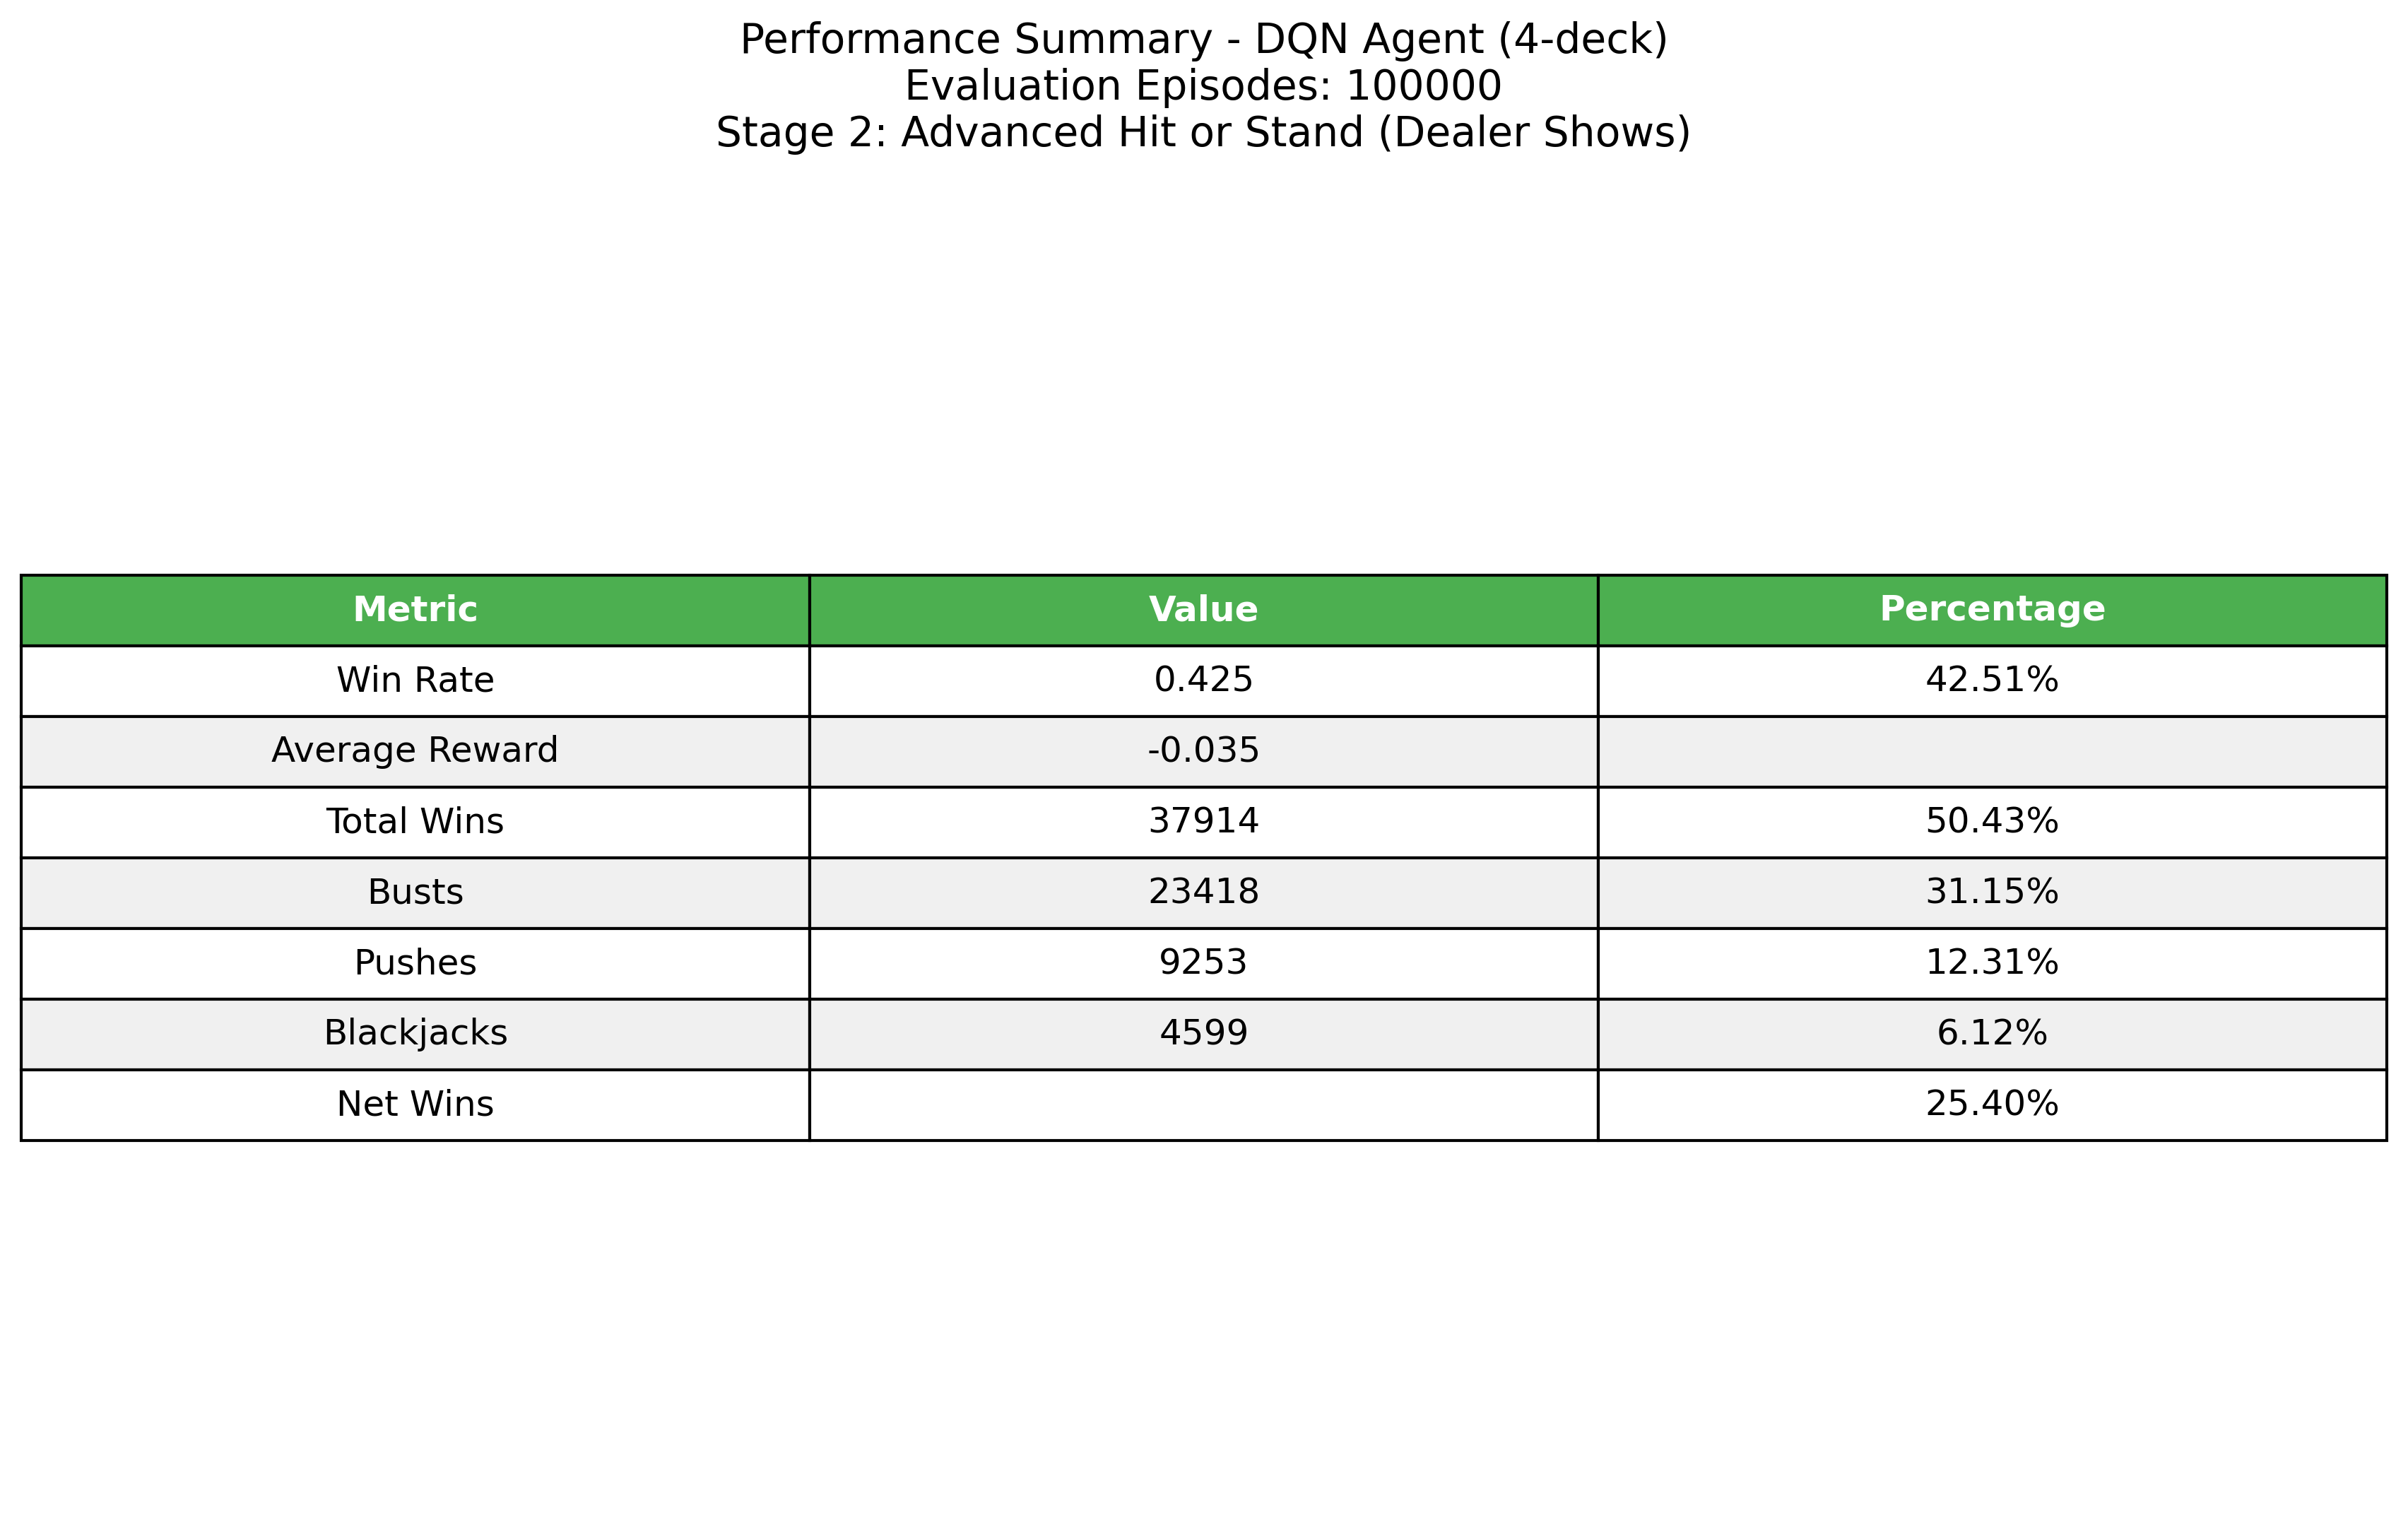 Performance Summary - DQN Agent (4-deck)
Evaluation Episodes: 100000
Stage 2: Advanced Hit or Stand (Dealer Shows)
Metric Value Percentage
Win Rate 0.425 42.51%
Average Reward -0.035
Total Wins 37914 50.43%
Busts 23418 31.15%
Pushes 9253 12.31%
Blackjacks 4599 6.12%
Net Wins 25.40%